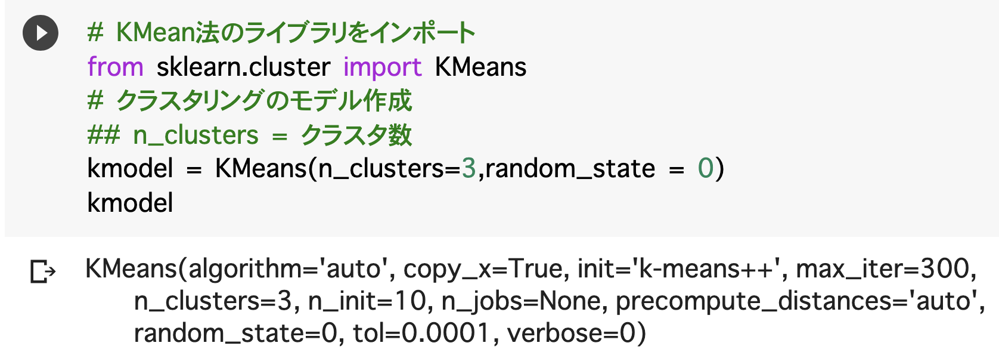 # KMean法のライブラリをインポート
from sklearn.cluster import KMeans
# クラスタリングのモデル作成
## n_clusters = クラスタ数
kmodel = KMeans(n_clusters=3,random_state = 0)
kmodel
KMeans(algorithm='auto', copy_x=True, init='k-means++', max_iter=300,
n_clusters=3, n_init=10, n_jobs=None, precompute_distances='auto',
random_state=0, tol=0.0001, verbose=0)